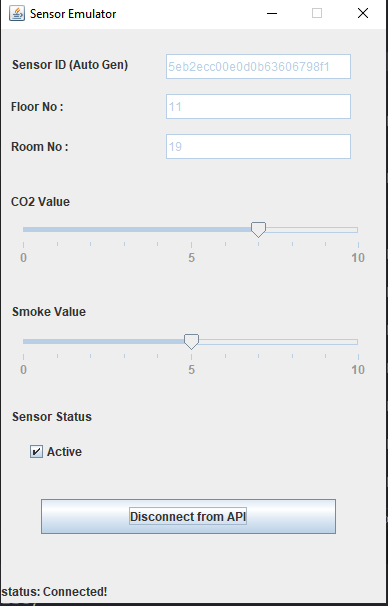 Sensor Emulator
Sensor ID (Auto Gen) 5eb2ecc00e0d0b63606798f1
Floor No : 11
Room No : 19
CO2 Value
0 5 10
Smoke Value
0 5 10
Sensor Status
Active
Disconnect from API
status: Connected!